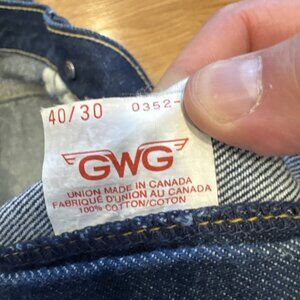 40/30 0352-
GWG
UNION MADE IN CANADA
FABRIQUÉ D'UNION AU CANADA
100% COTTON/COTON